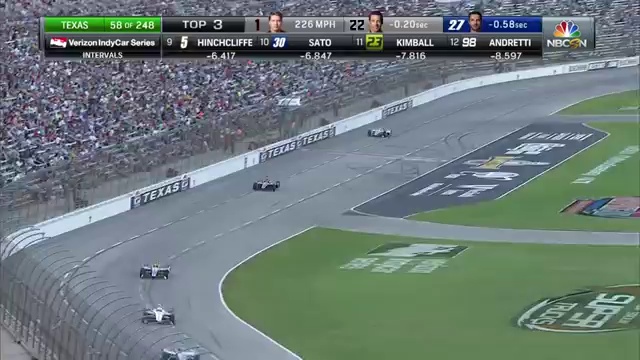 TEXAS 58 OF 248 TOP 3 1 226 MPH 22 -0.20sec 27 -0.58sec
Verizon IndyCar Series 9 5 HINCHCLIFFE 10 30 SATO 11 23 KIMBALL 12 98 ANDRETTI NBCSN
INTERVALS -6.417 -6.847 -7.816 -8.597
TEXAS
TEXAS
TEXAS
TEXAS
SUPER